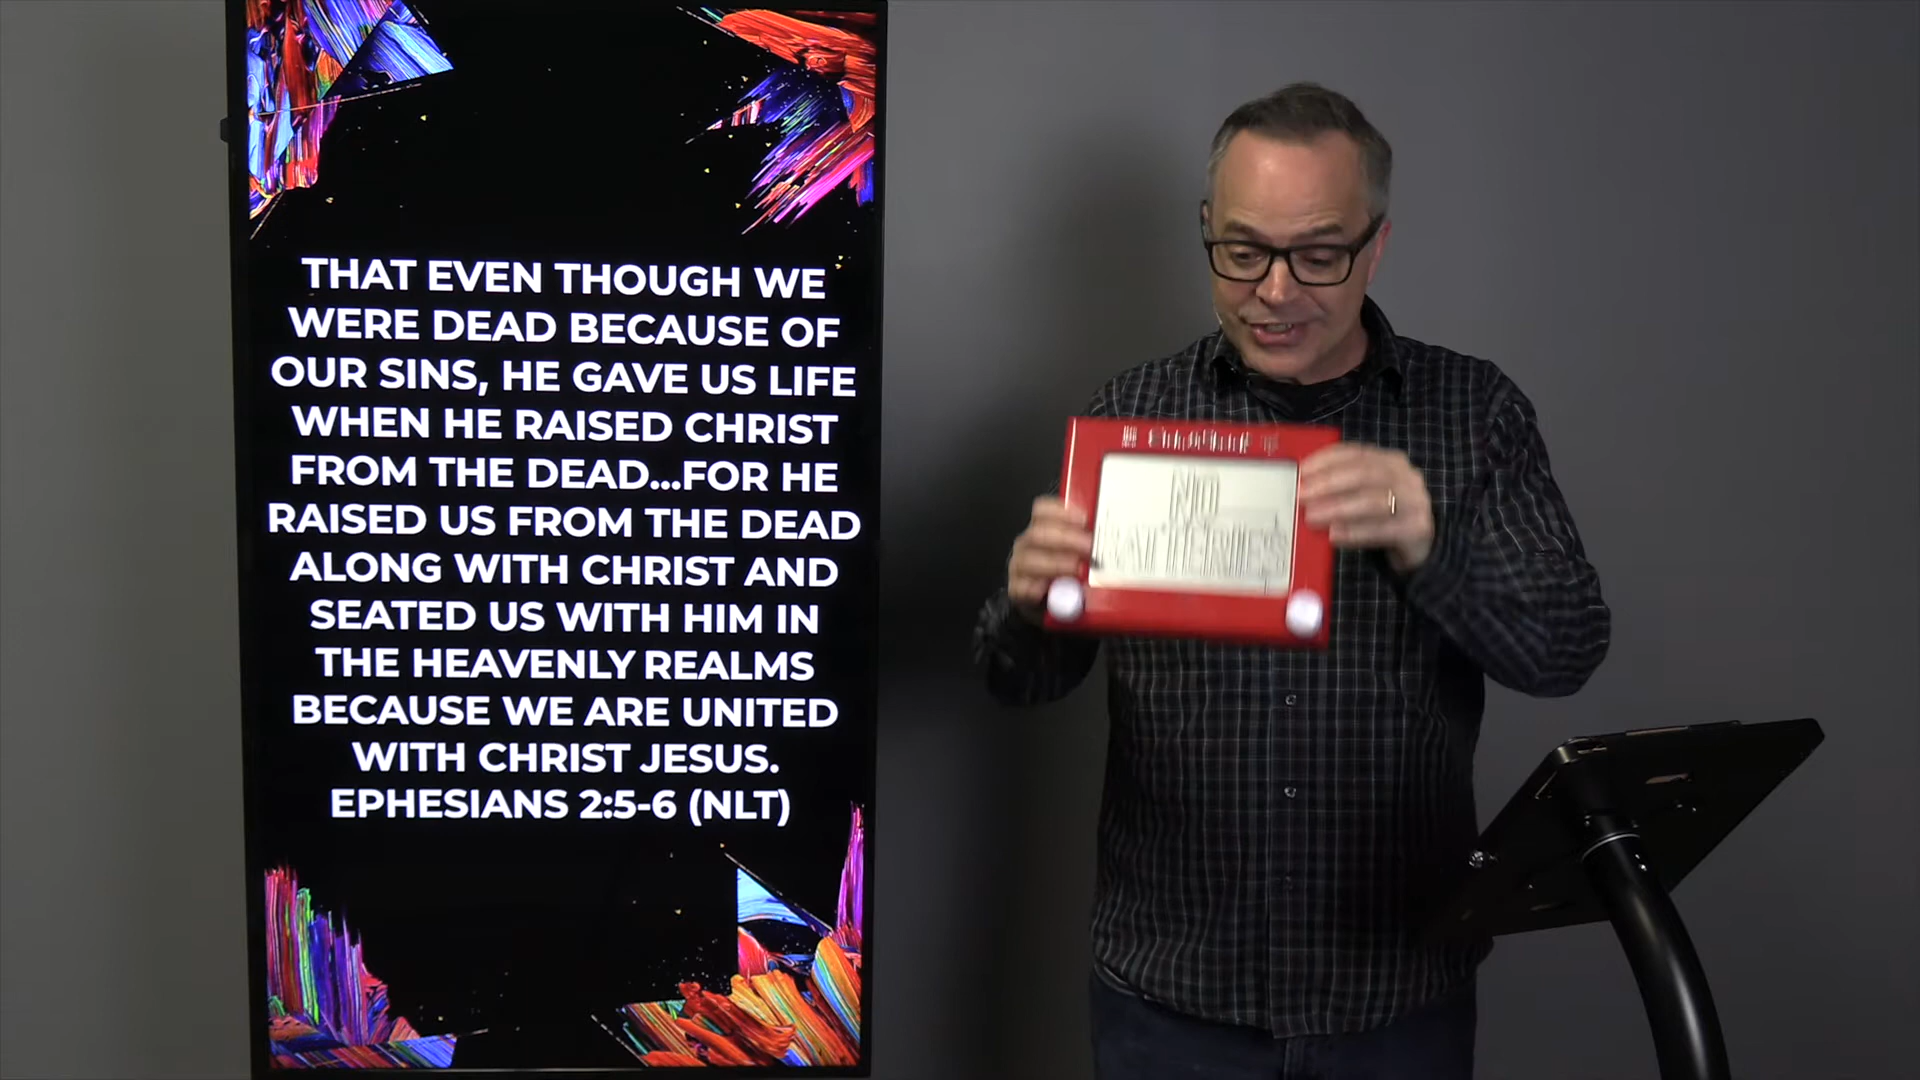 THAT EVEN THOUGH WE
WERE DEAD BECAUSE OF
OUR SINS, HE GAVE US LIFE
WHEN HE RAISED CHRIST
FROM THE DEAD...FOR HE
RAISED US FROM THE DEAD
ALONG WITH CHRIST AND
SEATED US WITH HIM IN
THE HEAVENLY REALMS
BECAUSE WE ARE UNITED
WITH CHRIST JESUS.
EPHESIANS 2:5-6 (NLT)
NO
BATTERIES